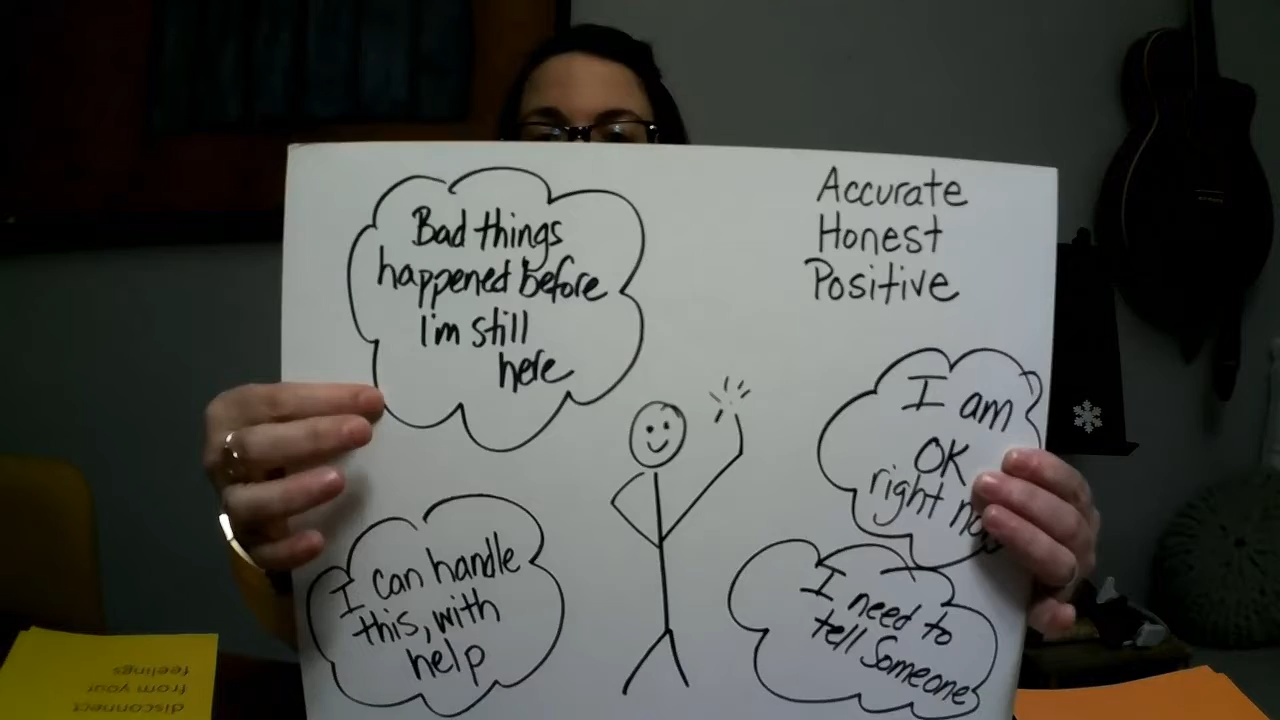 Bad things
happened before
I'm still
here
Accurate
Honest
Positive
I am
OK
right
I can handle
this, with
help
I need to
tell Someone
disconnect
from your
feelings